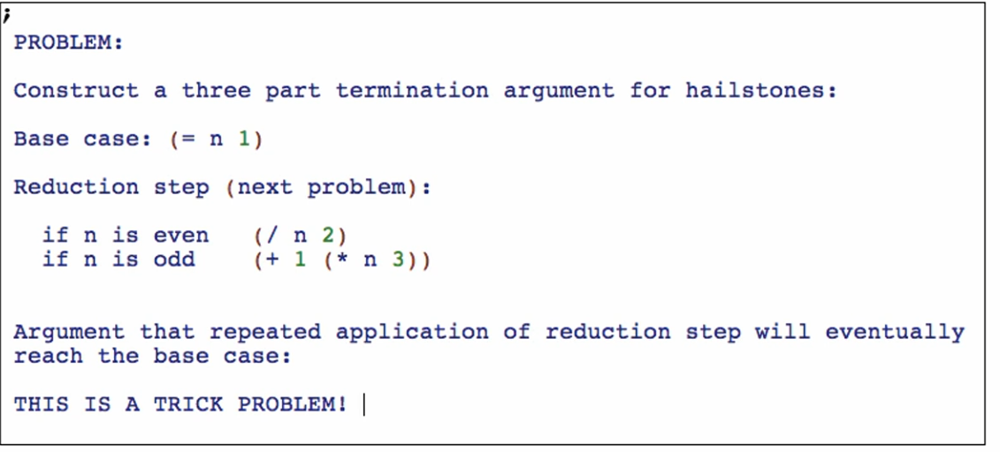 ;
PROBLEM:
Construct a three part termination argument for hailstones:
Base case: (= n 1)
Reduction step (next problem):
if n is even   (/ n 2)
if n is odd    (+ 1 (* n 3))
Argument that repeated application of reduction step will eventually
reach the base case:
THIS IS A TRICK PROBLEM!